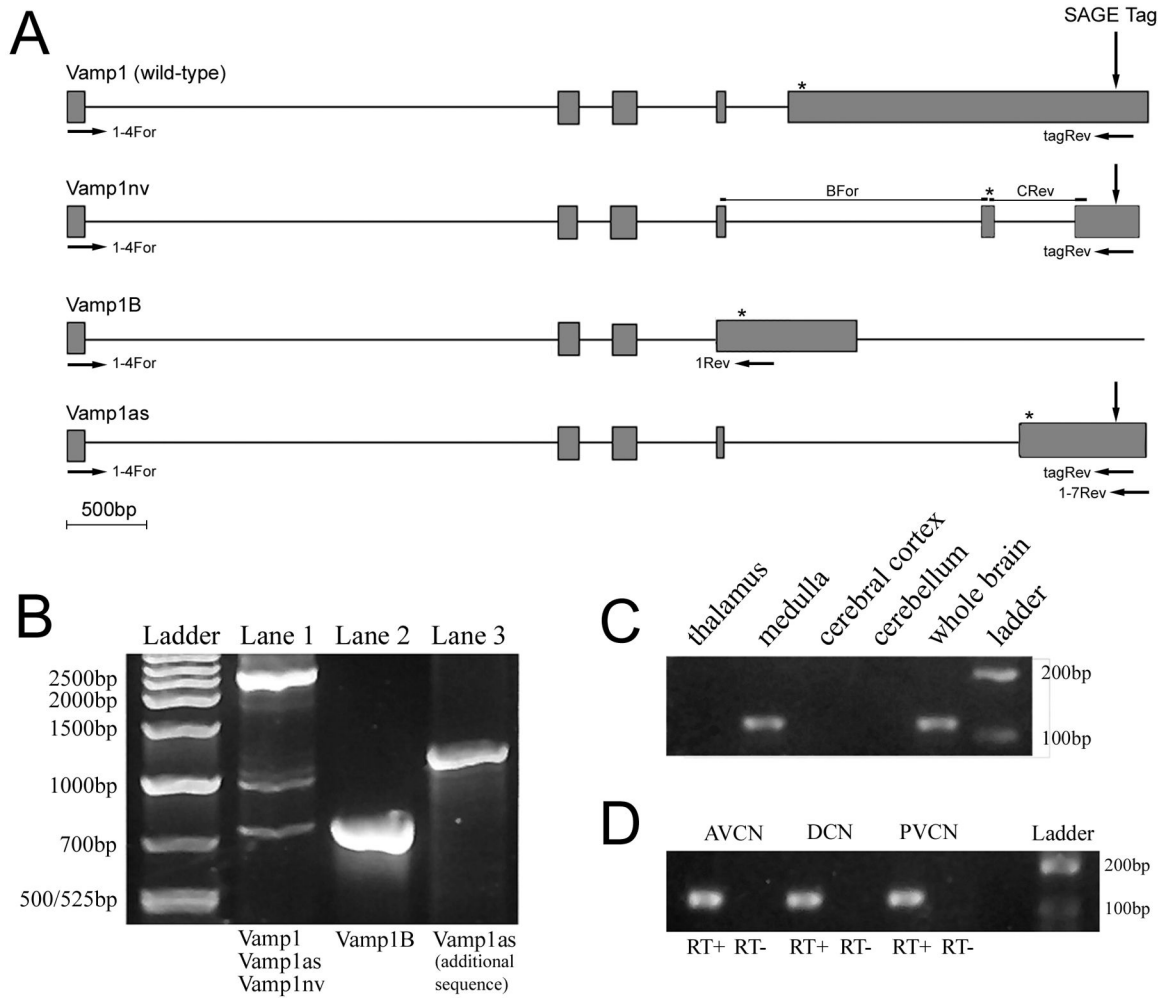 A
SAGE Tag
Vamp1 (wild-type)
*
1-4For
tagRev
Vamp1nv
BFor
*
CRev
1-4For
tagRev
Vamp1B
*
1-4For
1Rev
Vamp1as
*
1-4For
tagRev
1-7Rev
500bp
B
Ladder Lane 1 Lane 2 Lane 3
2500bp
2000bp
1500bp
1000bp
700bp
500/525bp
Vamp1
Vamp1as
Vamp1nv
Vamp1B
Vamp1as
(additional
sequence)
C
thalamus
medulla
cerebral cortex
cerebellum
whole brain
ladder
200bp
100bp
D
AVCN DCN PVCN Ladder
200bp
100bp
RT+ RT- RT+ RT- RT+ RT-